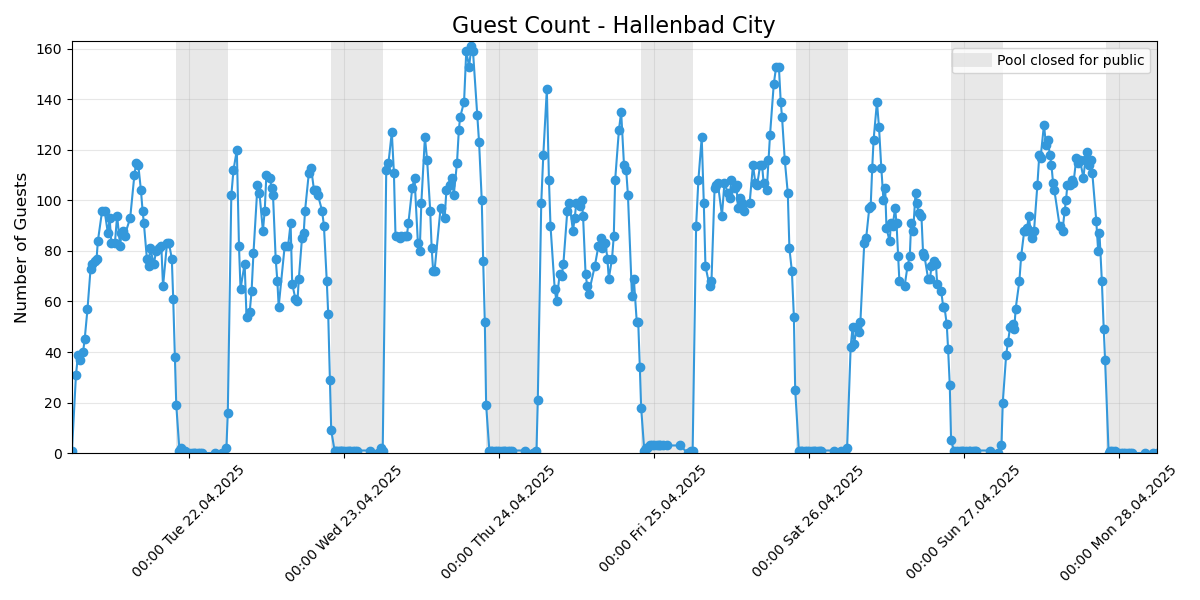 Guest Count - Hallenbad City
Pool closed for public
Number of Guests
160
140
120
100
80
60
40
20
0
00:00 Tue 22.04.2025
00:00 Wed 23.04.2025
00:00 Thu 24.04.2025
00:00 Fri 25.04.2025
00:00 Sat 26.04.2025
00:00 Sun 27.04.2025
00:00 Mon 28.04.2025